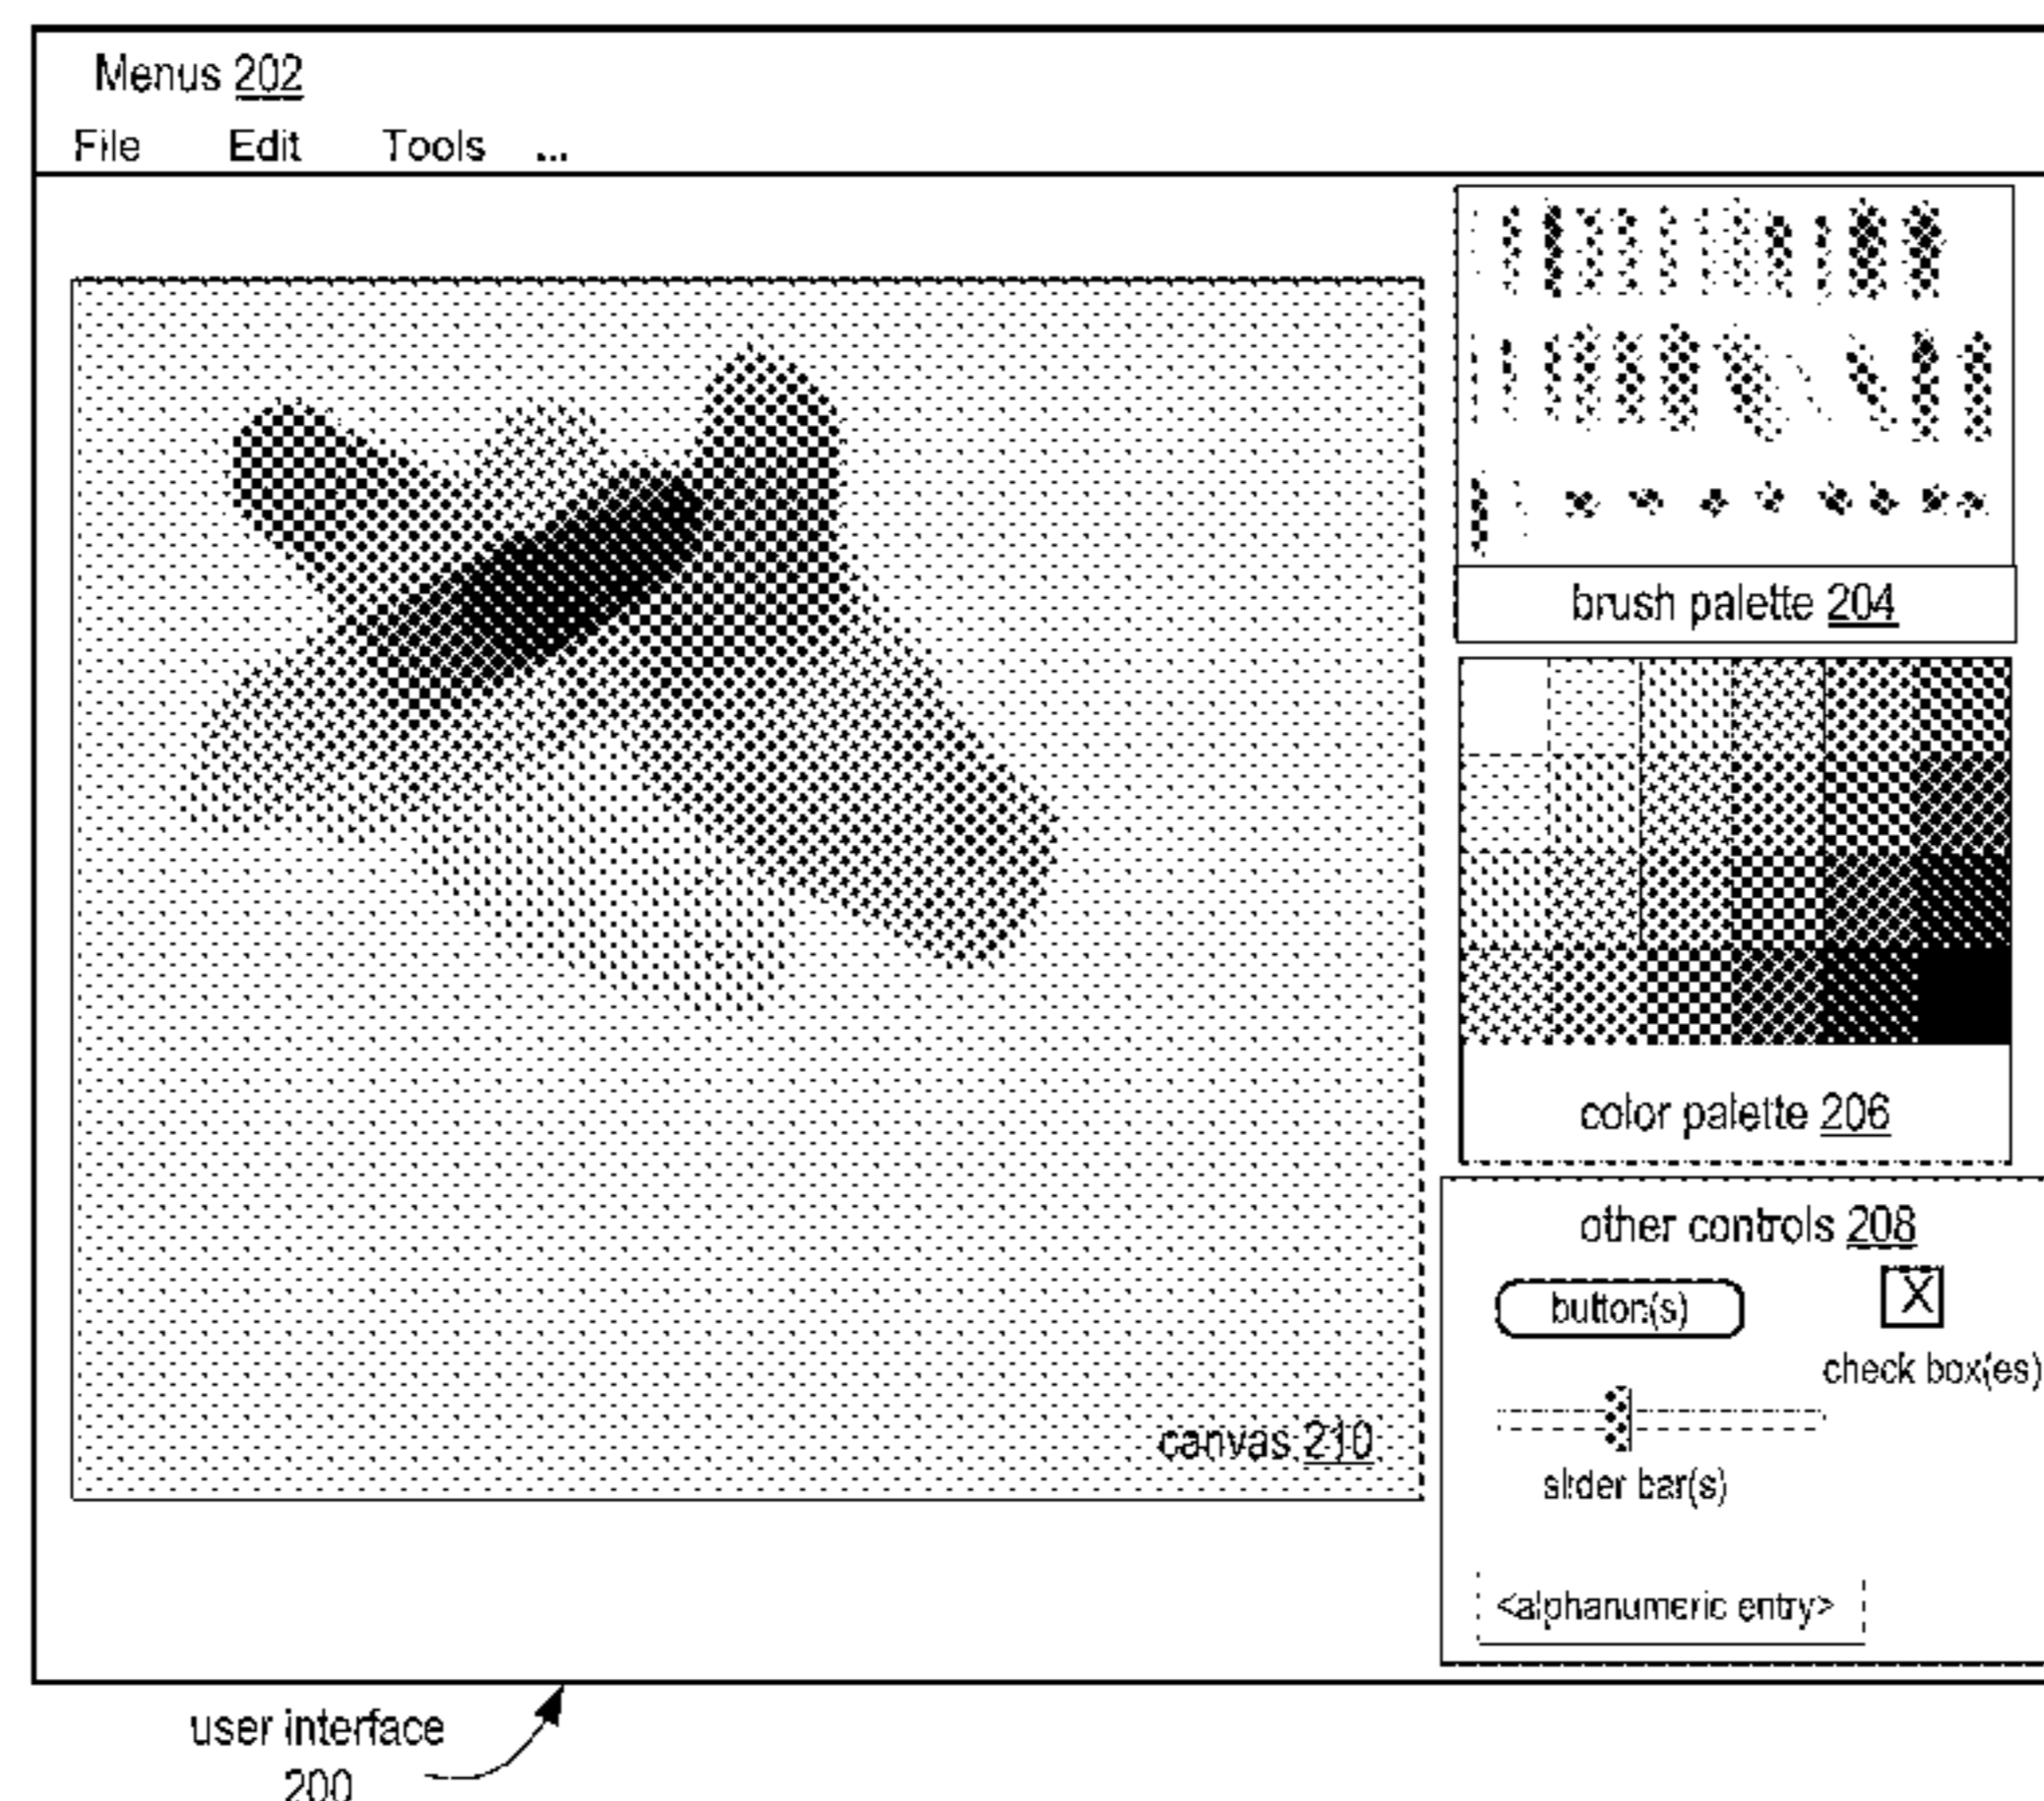 Menus 202
File Edit Tools ...
brush palette 204
color palette 206
other controls 208
button(s)
X
check box(es)
slider bar(s)
<alphanumeric entry>
canvas 210
user interface
200